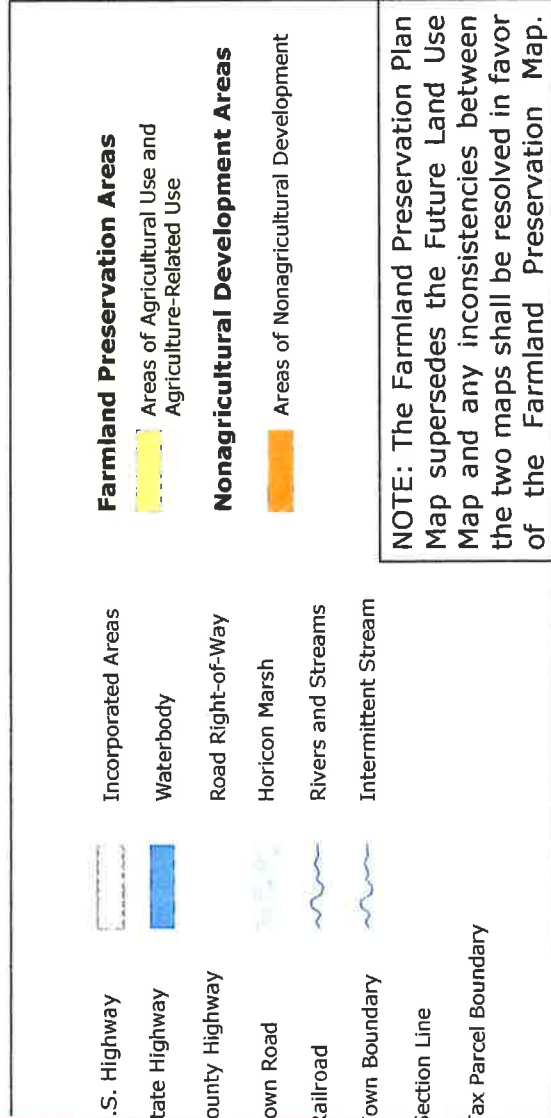 .S. Highway
tate Highway
ounty Highway
own Road
Railroad
own Boundary
ection Line
ax Parcel Boundary
Incorporated Areas
Waterbody
Road Right-of-Way
Horicon Marsh
Rivers and Streams
Intermittent Stream
Farmland Preservation Areas
Areas of Agricultural Use and
Agriculture-Related Use
Nonagricultural Development Areas
Areas of Nonagricultural Development
NOTE: The Farmland Preservation Plan
Map supersedes the Future Land Use
Map and any inconsistencies between
the two maps shall be resolved in favor
of the Farmland Preservation Map.